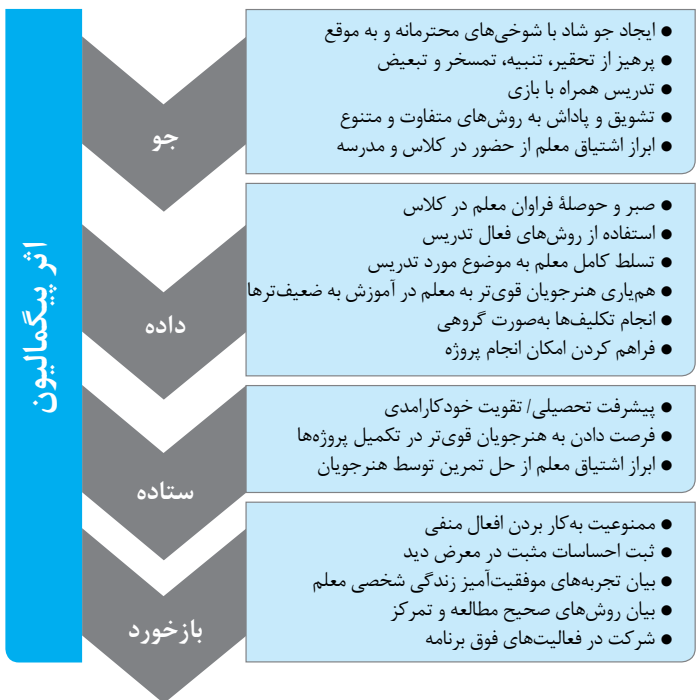 اثر پیگمالیون
جو
● ایجاد جو شاد با شوخی‌های محترمانه و به موقع
● پرهیز از تحقیر، تنبیه، تمسخر و تبعیض
● تدریس همراه با بازی
● تشویق و پاداش به روش‌های متفاوت و متنوع
● ابراز اشتیاق معلم از حضور در کلاس و مدرسه
داده
● صبر و حوصلهٔ فراوان معلم در کلاس
● استفاده از روش‌های فعال تدریس
● تسلط کامل معلم به موضوع مورد تدریس
● هم‌یاری هنرجویان قوی‌تر به معلم در آموزش به ضعیف‌ترها
● انجام تکلیف‌ها به‌صورت گروهی
● فراهم کردن امکان انجام پروژه
ستاده
● پیشرفت تحصیلی/ تقویت خودکارامدی
● فرصت دادن به هنرجویان قوی‌تر در تکمیل پروژه‌ها
● ابراز اشتیاق معلم از حل تمرین توسط هنرجویان
بازخورد
● ممنوعیت به‌کار بردن افعال منفی
● ثبت احساسات مثبت در معرض دید
● بیان تجربه‌های موفقیت‌آمیز زندگی شخصی معلم
● بیان روش‌های صحیح مطالعه و تمرکز
● شرکت در فعالیت‌های فوق برنامه